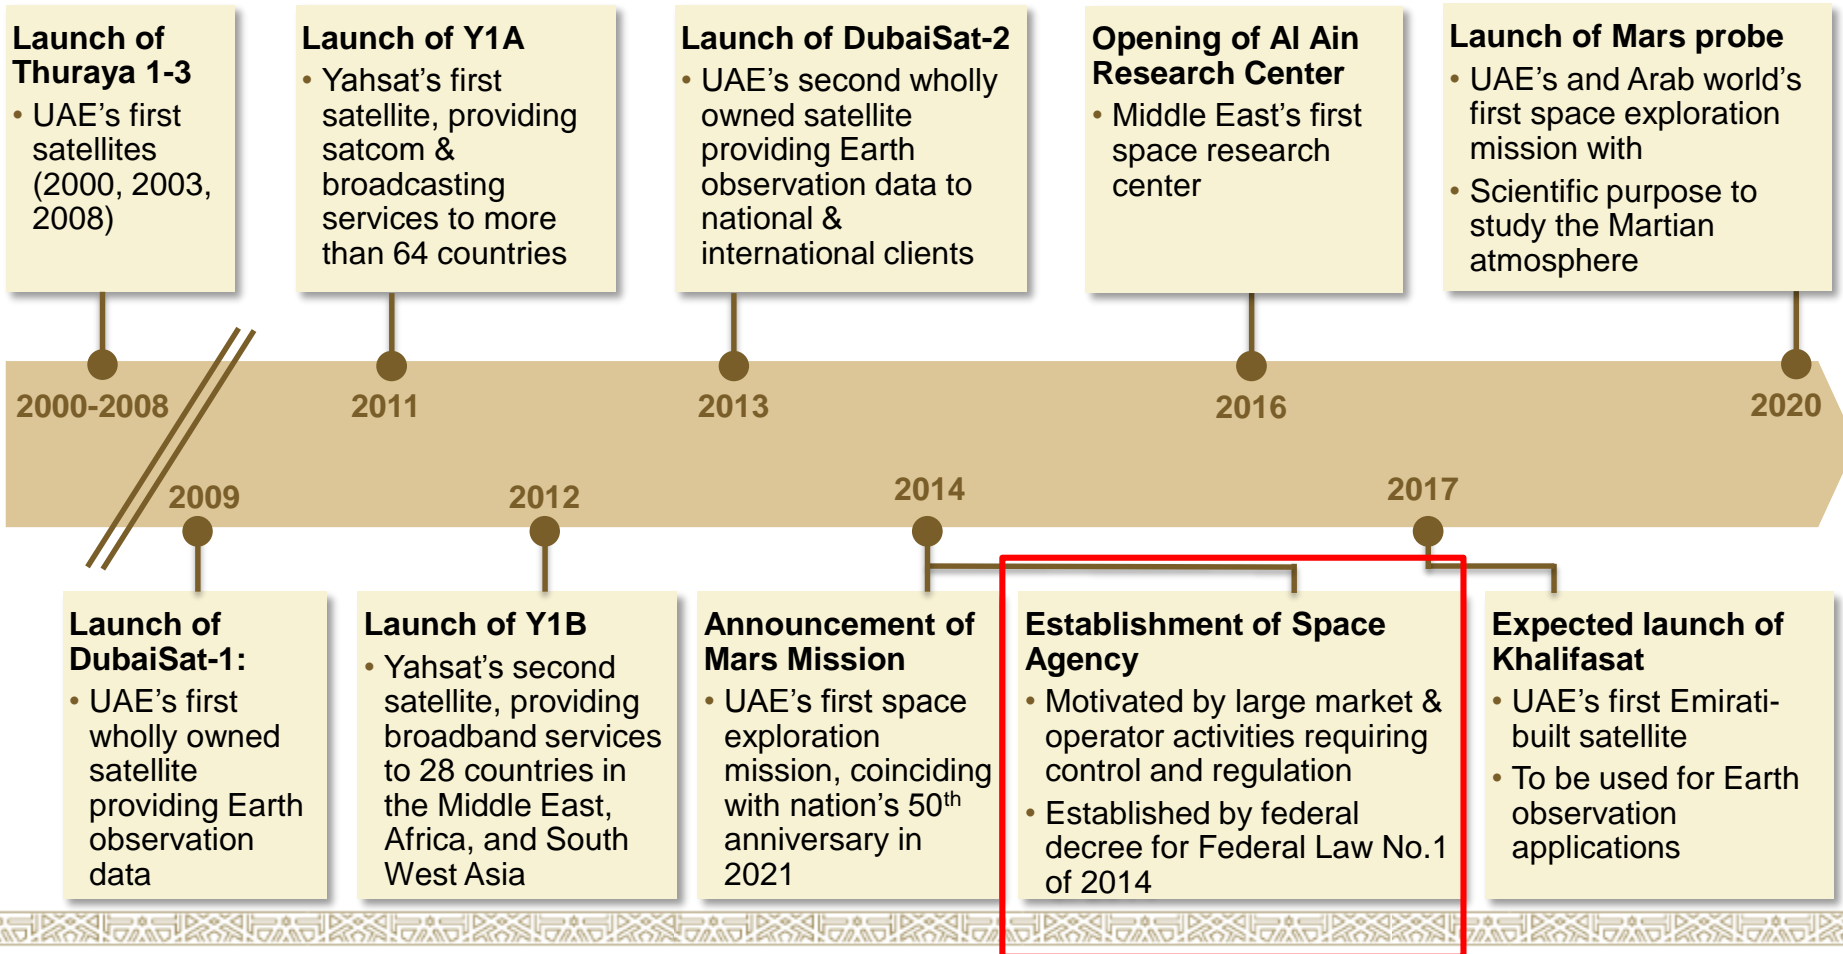 Launch of
Thuraya 1-3
• UAE’s first
satellites
(2000, 2003,
2008)
Launch of Y1A
• Yahsat’s first
satellite, providing
satcom &
broadcasting
services to more
than 64 countries
Launch of DubaiSat-2
• UAE’s second wholly
owned satellite
providing Earth
observation data to
national &
international clients
Opening of Al Ain
Research Center
• Middle East’s first
space research
center
Launch of Mars probe
• UAE’s and Arab world’s
first space exploration
mission with
• Scientific purpose to
study the Martian
atmosphere
2000-2008
2011
2013
2016
2020
2009
2012
2014
2017
Launch of
DubaiSat-1:
• UAE’s first
wholly owned
satellite
providing Earth
observation
data
Launch of Y1B
• Yahsat’s second
satellite, providing
broadband services
to 28 countries in
the Middle East,
Africa, and South
West Asia
Announcement of
Mars Mission
• UAE’s first space
exploration
mission, coinciding
with nation’s 50th
anniversary in
2021
Establishment of Space
Agency
• Motivated by large market &
operator activities requiring
control and regulation
• Established by federal
decree for Federal Law No.1
of 2014
Expected launch of
Khalifasat
• UAE’s first Emirati-
built satellite
• To be used for Earth
observation
applications